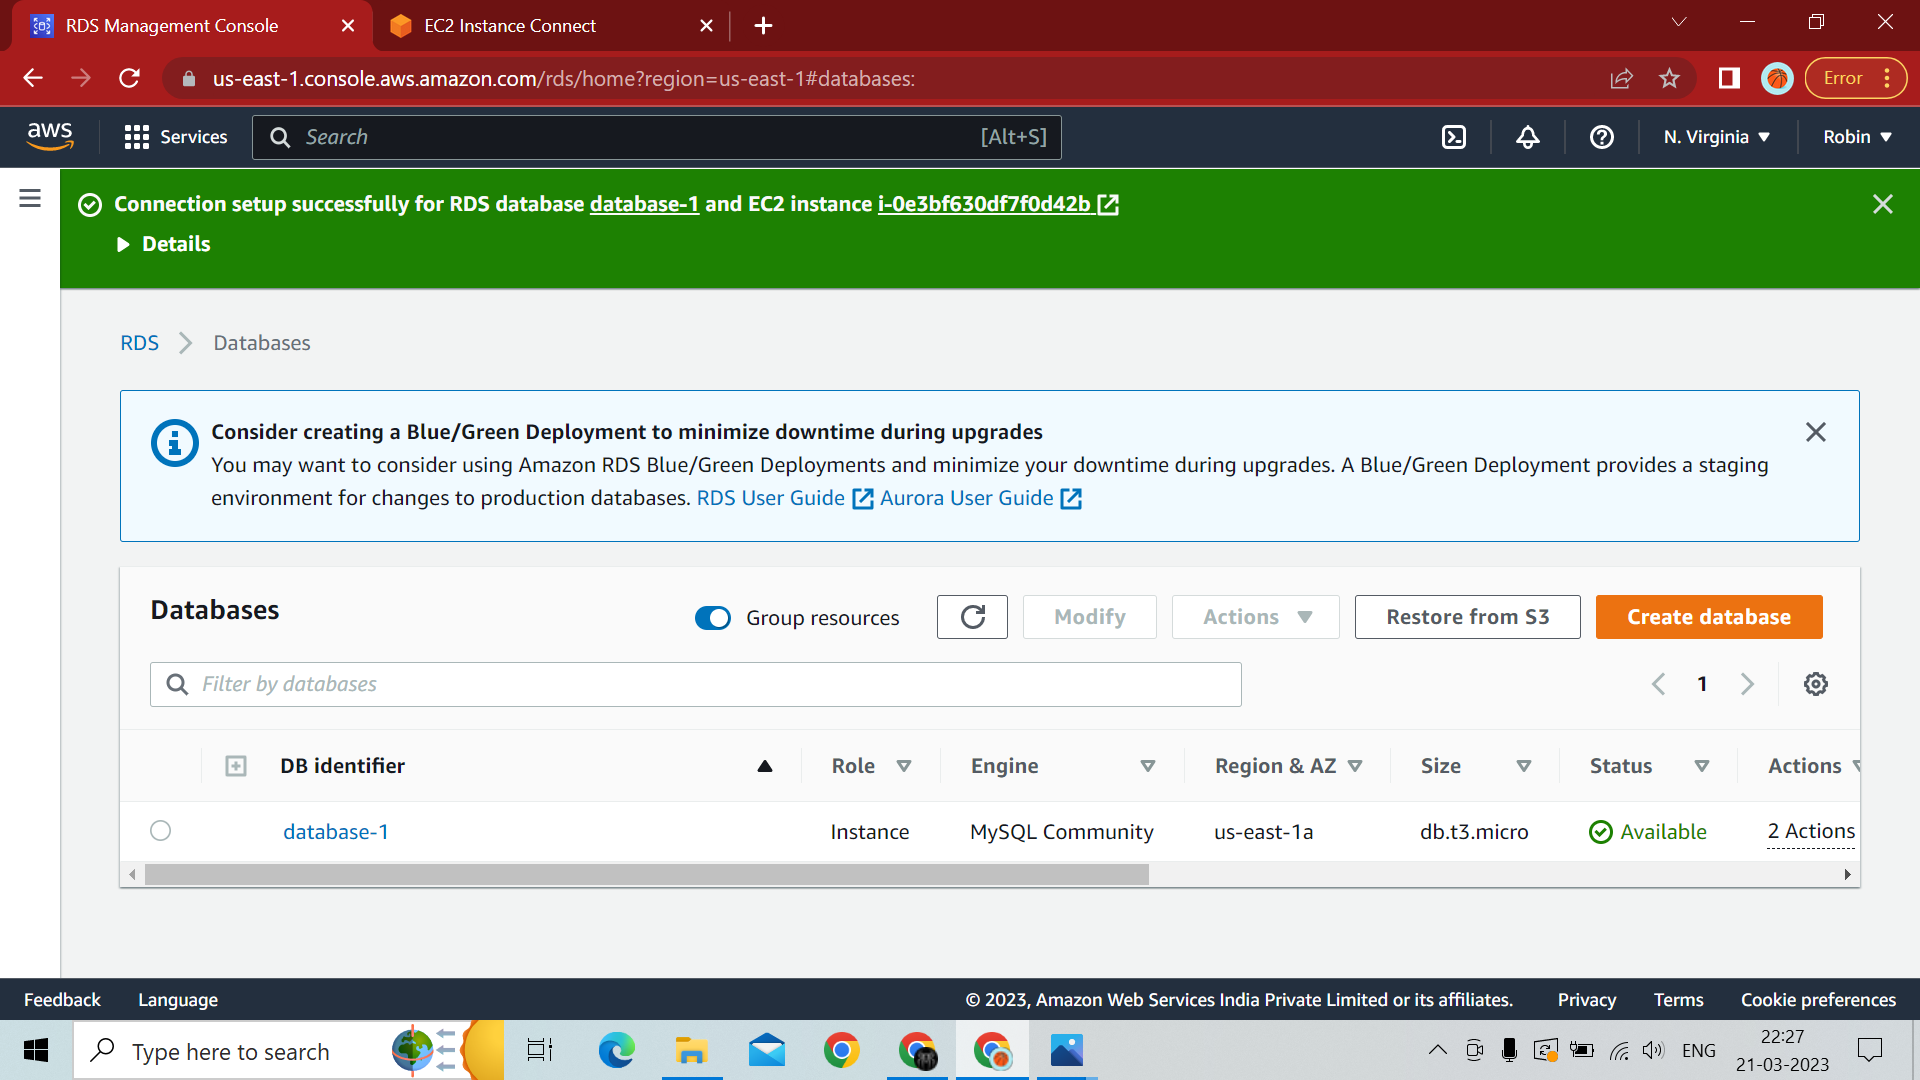 RDS Management Console
EC2 Instance Connect
us-east-1.console.aws.amazon.com/rds/home?region=us-east-1#databases:
Error
aws
Services
Search
[Alt+S]
N. Virginia
Robin
Connection setup successfully for RDS database database-1 and EC2 instance i-0e3bf630df7f0d42b
Details
RDS
Databases
Consider creating a Blue/Green Deployment to minimize downtime during upgrades
You may want to consider using Amazon RDS Blue/Green Deployments and minimize your downtime during upgrades. A Blue/Green Deployment provides a staging
environment for changes to production databases. RDS User Guide Aurora User Guide
Databases
Group resources
Modify
Actions
Restore from S3
Create database
Filter by databases
1
DB identifier
Role
Engine
Region & AZ
Size
Status
Actions
database-1
Instance
MySQL Community
us-east-1a
db.t3.micro
Available
2 Actions
Feedback
Language
© 2023, Amazon Web Services India Private Limited or its affiliates.
Privacy
Terms
Cookie preferences
Type here to search
ENG
22:27
21-03-2023